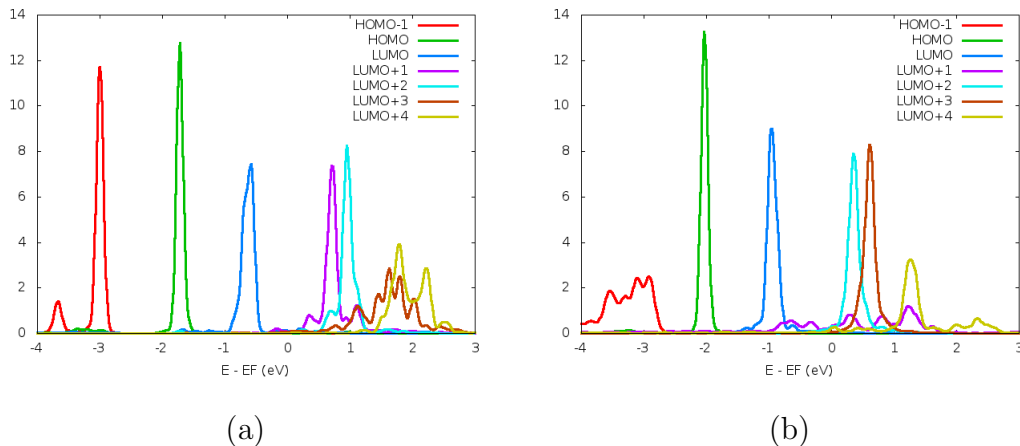 14
12
10
8
6
4
2
0
-4 -3 -2 -1 0 1 2 3
E - EF (eV)
HOMO-1
HOMO
LUMO
LUMO+1
LUMO+2
LUMO+3
LUMO+4
(a)
14
12
10
8
6
4
2
0
-4 -3 -2 -1 0 1 2 3
E - EF (eV)
HOMO-1
HOMO
LUMO
LUMO+1
LUMO+2
LUMO+3
LUMO+4
(b)